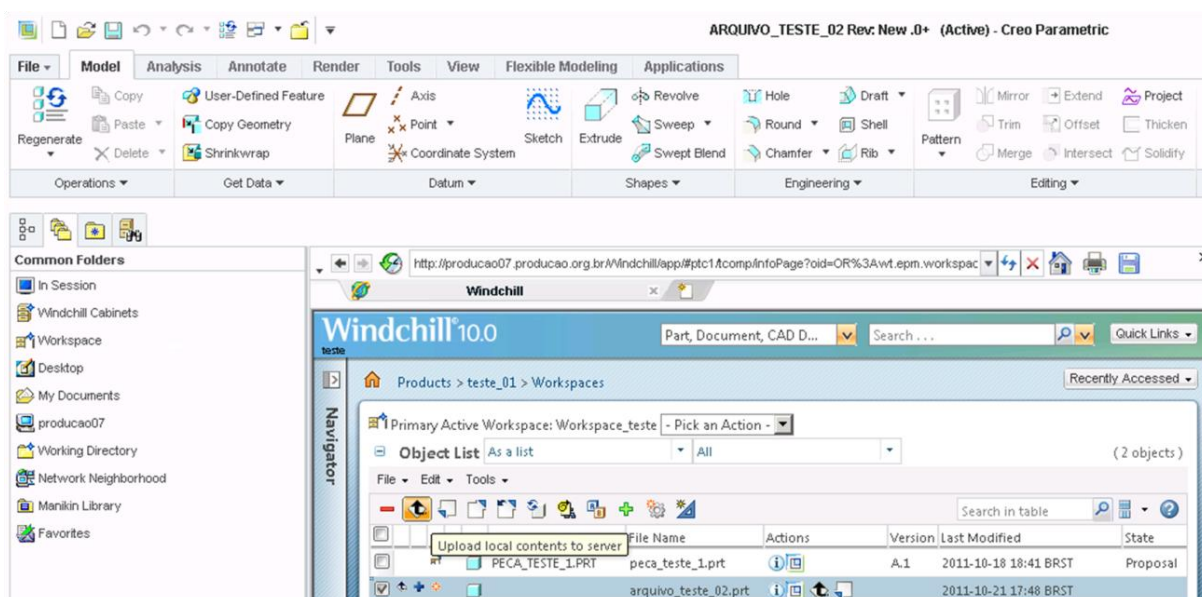 ARQUIVO_TESTE_02 Rev: New .0+ (Active) - Creo Parametric
File Model Analysis Annotate Render Tools View Flexible Modeling Applications
Regenerate
Copy
Paste
Delete
Operations
User-Defined Feature
Copy Geometry
Shrinkwrap
Get Data
Plane
Axis
Point
Coordinate System
Sketch
Datum
Extrude
Revolve
Sweep
Swept Blend
Shapes
Hole
Round
Chamfer
Draft
Shell
Rib
Engineering
Pattern
Mirror
Trim
Merge
Extend
Offset
Intersect
Project
Thicken
Solidify
Editing
Common Folders
In Session
Windchill Cabinets
Workspace
Desktop
My Documents
producao07
Working Directory
Network Neighborhood
Manikin Library
Favorites
http://producao07.producao.org.br/Windchill/app/#ptc1/tcomp/infoPage?oid=OR%3Awt.epm.workspac
Windchill
Windchill® 10.0
teste
Part, Document, CAD D... Search . . . Quick Links
Products > teste_01 > Workspaces
Recently Accessed
Navigator
Primary Active Workspace: Workspace_teste - Pick an Action -
Object List As a list All ( 2 objects )
File Edit Tools
Search in table
Upload local contents to server
File Name Actions Version Last Modified State
PECA_TESTE_1.PRT peca_teste_1.prt A.1 2011-10-18 18:41 BRST Proposal
arquivo_teste_02.prt 2011-10-21 17:48 BRST